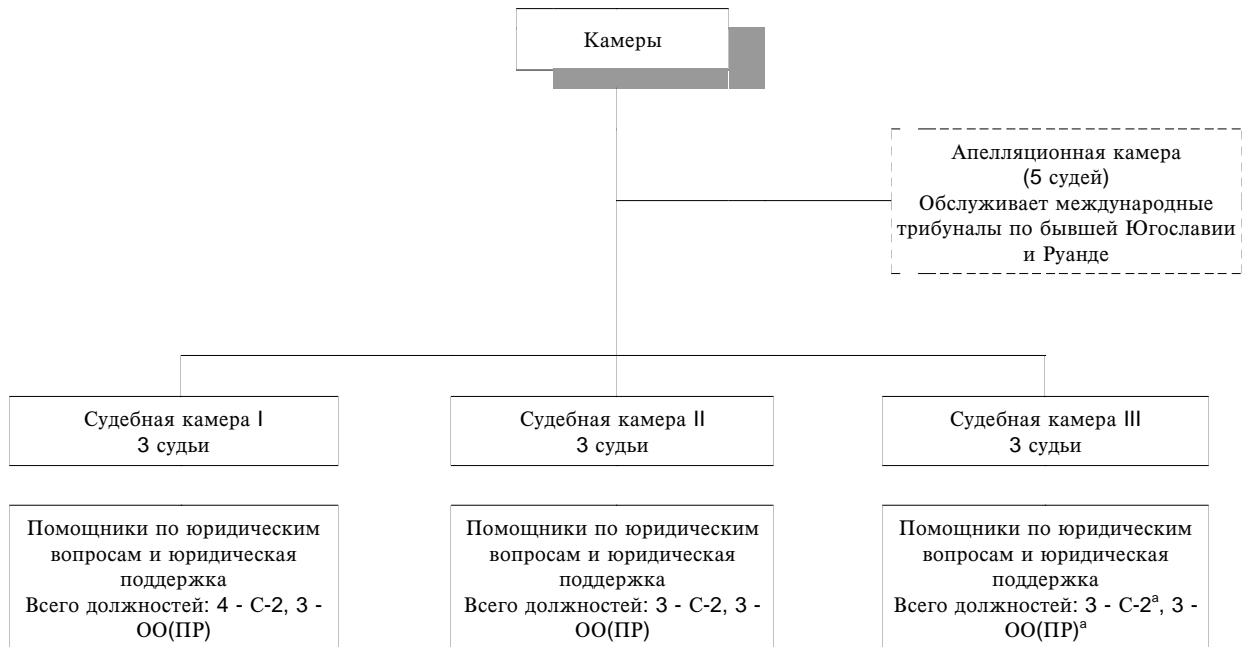 Камеры
Апелляционная камера
(5 судей)
Обслуживает международные
трибуналы по бывшей Югославии
и Руанде
Судебная камера I
3 судьи
Судебная камера II
3 судьи
Судебная камера III
3 судьи
Помощники по юридическим
вопросам и юридическая
поддержка
Всего должностей: 4 - С-2, 3 -
ОО(ПР)
Помощники по юридическим
вопросам и юридическая
поддержка
Всего должностей: 3 - С-2, 3 -
ОО(ПР)
Помощники по юридическим
вопросам и юридическая
поддержка
Всего должностей: 3 - С-2ᵃ, 3 -
ОО(ПР)ᵃ